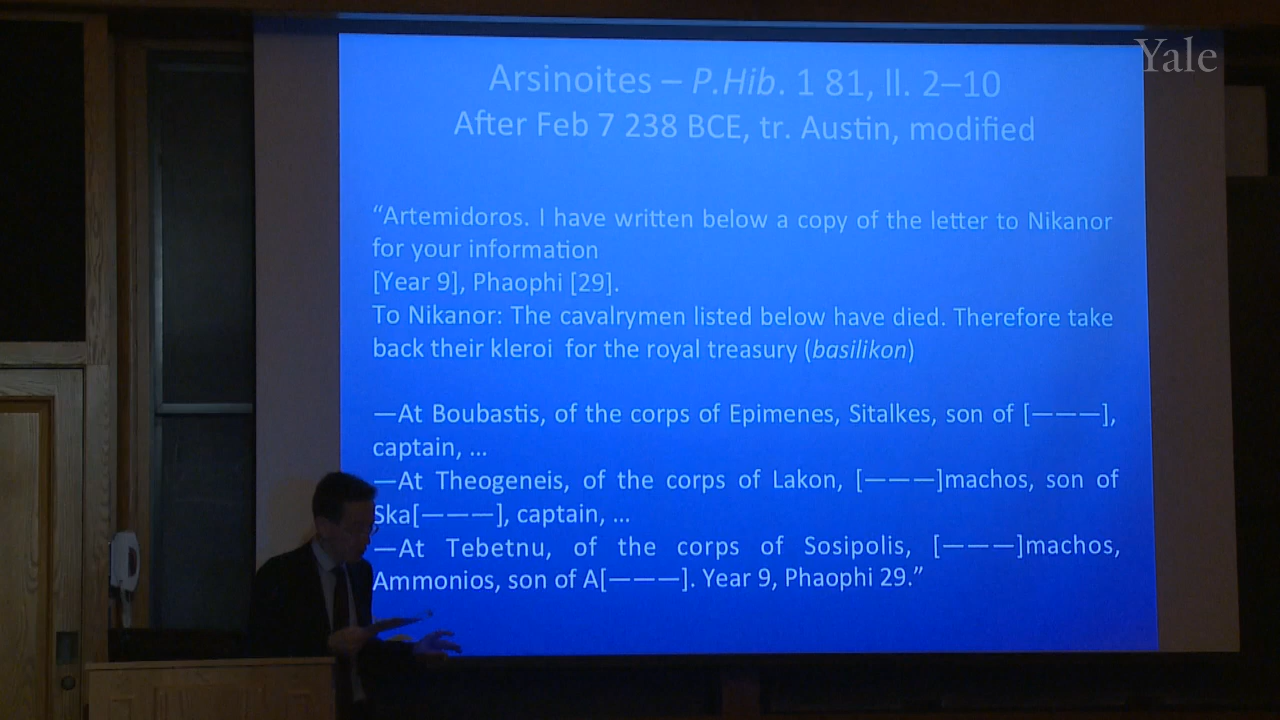 Yale
Arsinoites – P.Hib. 1 81, ll. 2–10
After Feb 7 238 BCE, tr. Austin, modified
“Artemidoros. I have written below a copy of the letter to Nikanor
for your information
[Year 9], Phaophi [29].
To Nikanor: The cavalrymen listed below have died. Therefore take
back their kleroi for the royal treasury (basilikon)
—At Boubastis, of the corps of Epimenes, Sitalkes, son of [———],
captain, ...
—At Theogeneis, of the corps of Lakon, [———]machos, son of
Ska[———], captain, ...
—At Tebetnu, of the corps of Sosipolis, [———]machos,
Ammonios, son of A[———]. Year 9, Phaophi 29.”